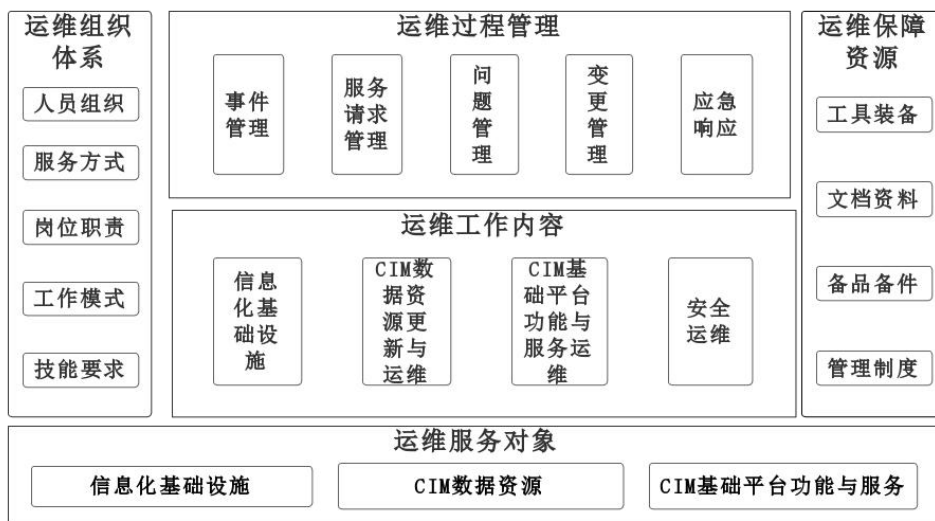 运维组织
体系
人员组织
服务方式
岗位职责
工作模式
技能要求
运维过程管理
事件
管理
服务
请求
管理
问
题
管
理
变
更
管
理
应急
响应
运维工作内容
信息
化基
础设
施
CIM数
据资
源更
新与
运维
CIM基
础平台
功能与
服务运
维
安全
运维
运维保障
资源
工具装备
文档资料
备品备件
管理制度
运维服务对象
信息化基础设施
CIM数据资源
CIM基础平台功能与服务